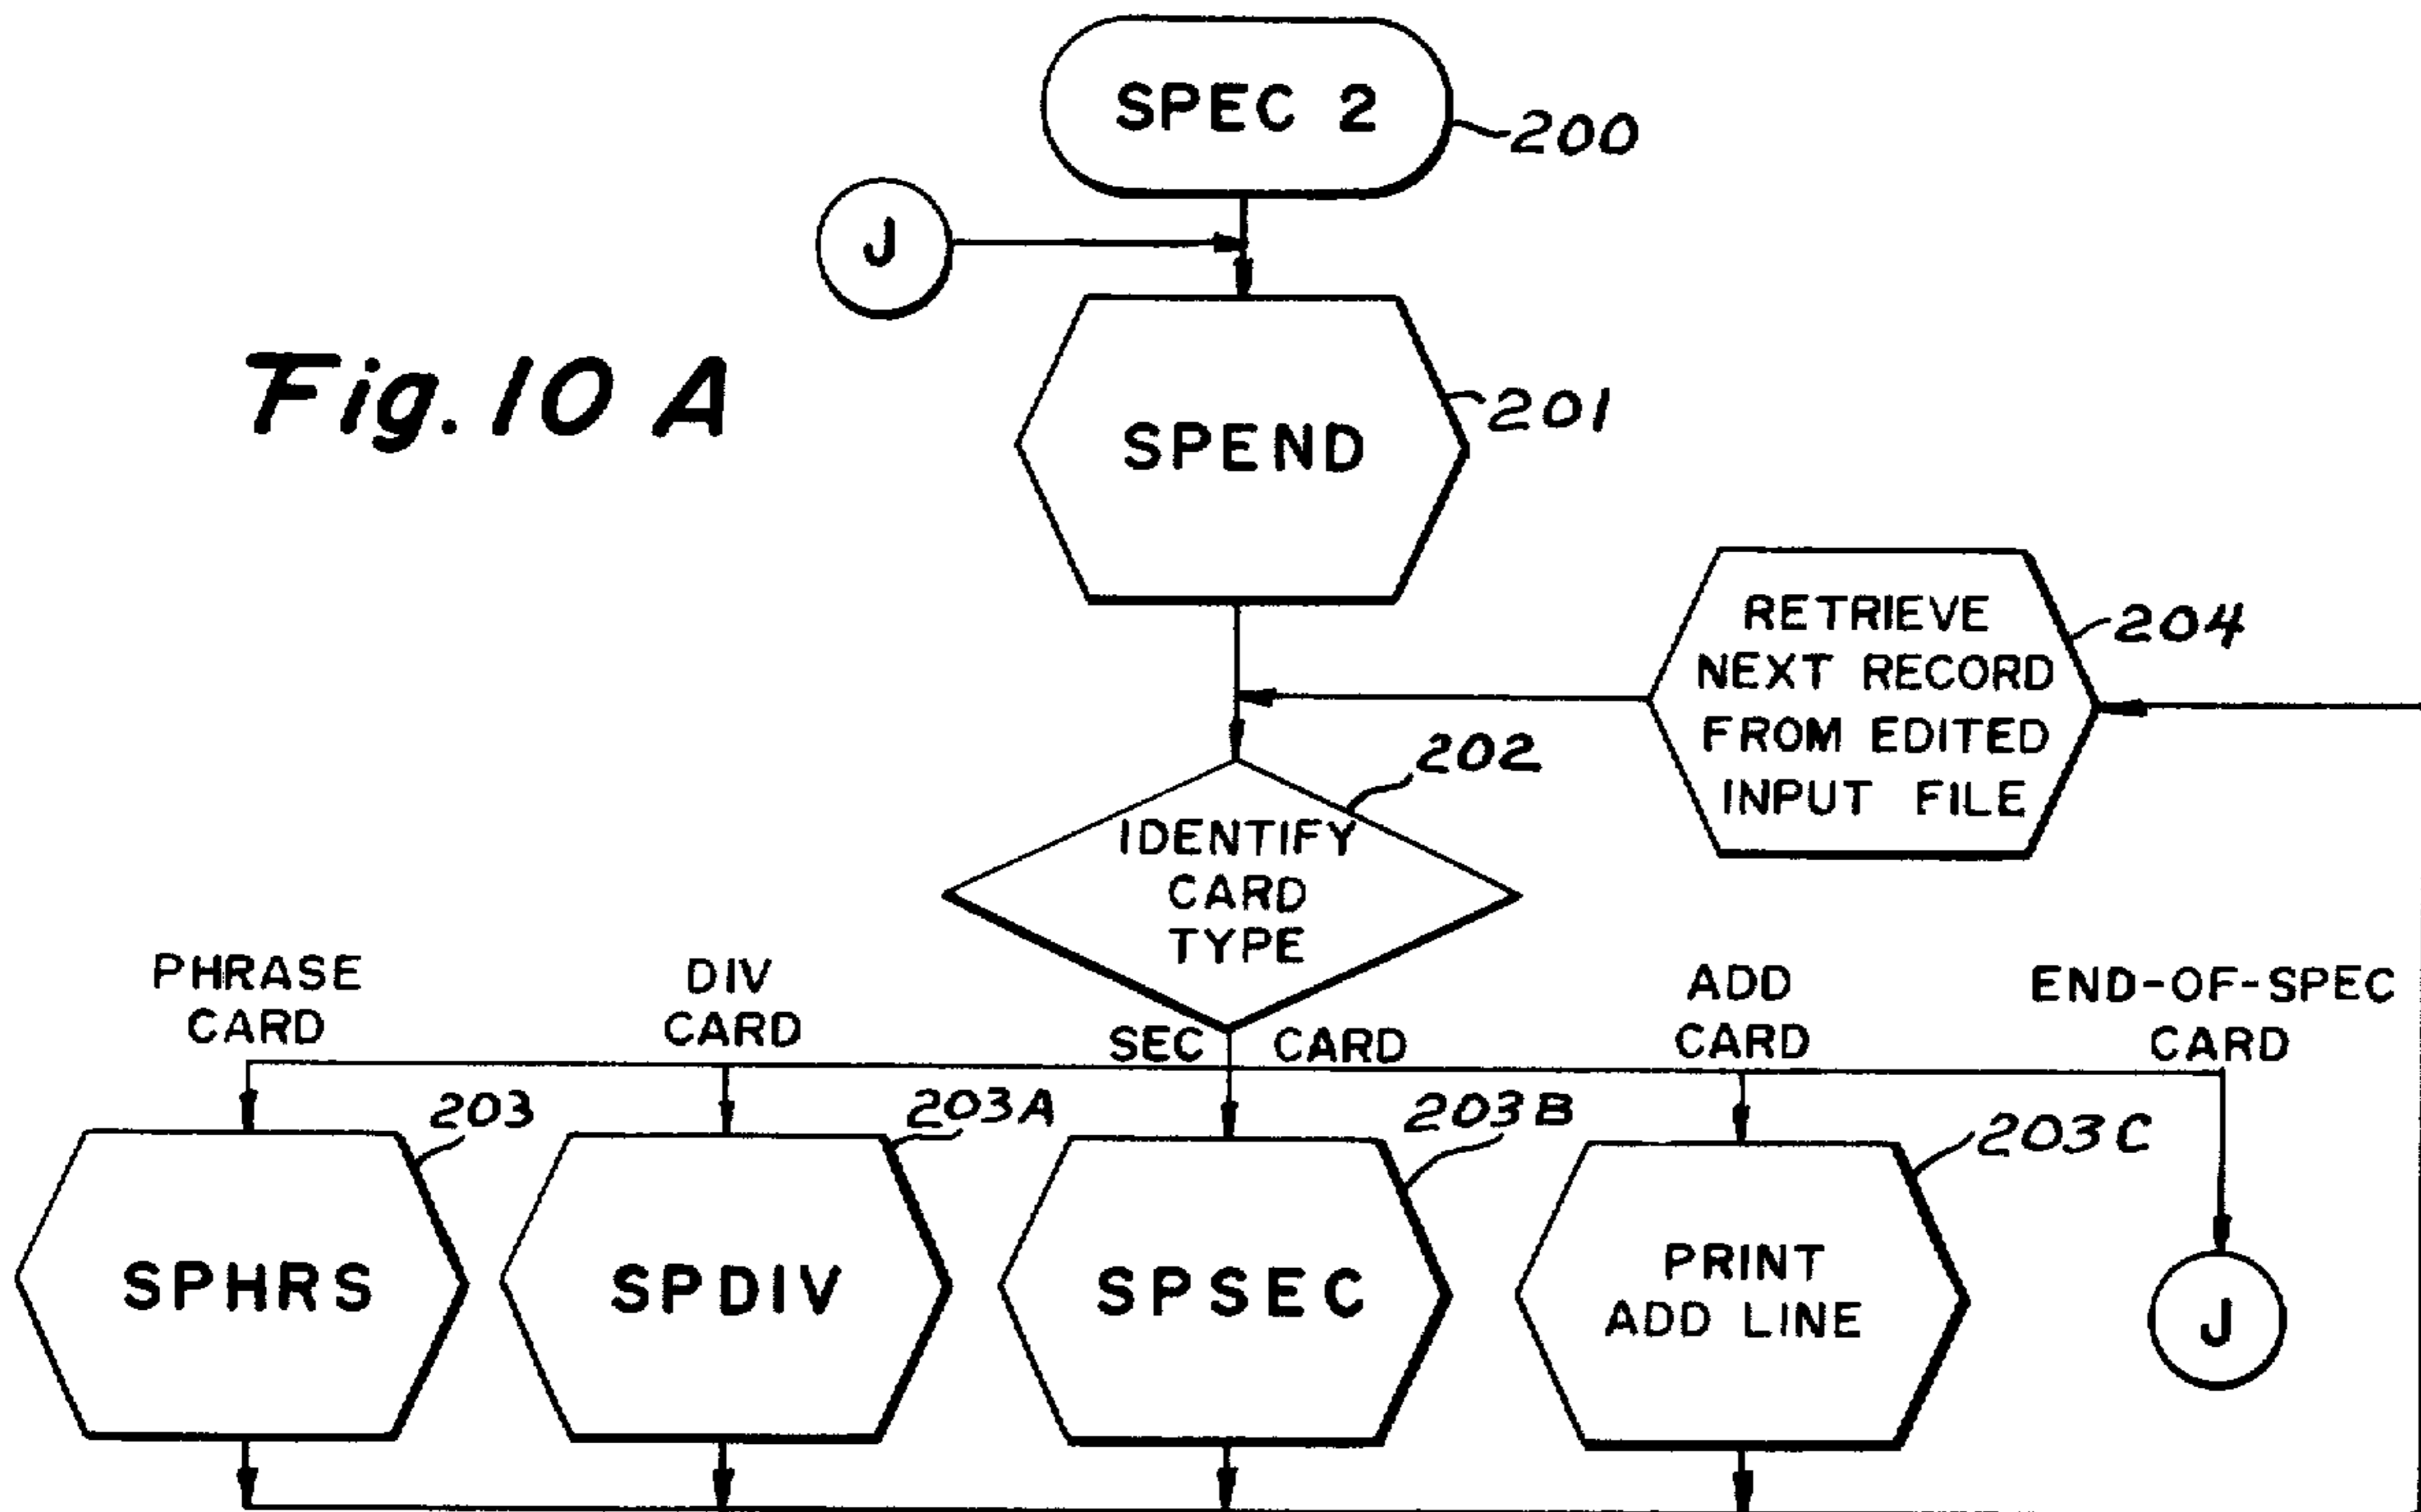 SPEC 2
200
J
Fig. 10 A
SPEND
201
RETRIEVE
NEXT RECORD
FROM EDITED
INPUT FILE
204
202
IDENTIFY
CARD
TYPE
PHRASE
CARD
DIV
CARD
SEC CARD
ADD
CARD
END-OF-SPEC
CARD
203
203A
203B
203C
SPHRS
SPDIV
SPSEC
PRINT
ADD LINE
J